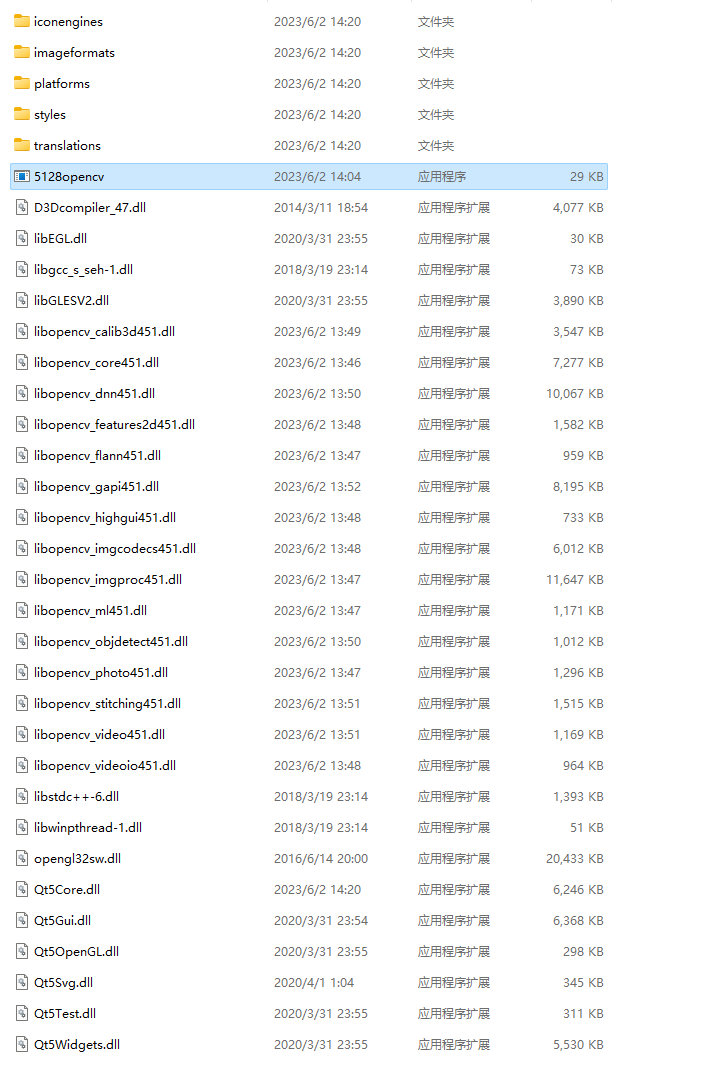 iconengines 2023/6/2 14:20 文件夹
imageformats 2023/6/2 14:20 文件夹
platforms 2023/6/2 14:20 文件夹
styles 2023/6/2 14:20 文件夹
translations 2023/6/2 14:20 文件夹
5128opencv 2023/6/2 14:04 应用程序 29 KB
D3Dcompiler_47.dll 2014/3/11 18:54 应用程序扩展 4,077 KB
libEGL.dll 2020/3/31 23:55 应用程序扩展 30 KB
libgcc_s_seh-1.dll 2018/3/19 23:14 应用程序扩展 73 KB
libGLESV2.dll 2020/3/31 23:55 应用程序扩展 3,890 KB
libopencv_calib3d451.dll 2023/6/2 13:49 应用程序扩展 3,547 KB
libopencv_core451.dll 2023/6/2 13:46 应用程序扩展 7,277 KB
libopencv_dnn451.dll 2023/6/2 13:50 应用程序扩展 10,067 KB
libopencv_features2d451.dll 2023/6/2 13:48 应用程序扩展 1,582 KB
libopencv_flann451.dll 2023/6/2 13:47 应用程序扩展 959 KB
libopencv_gapi451.dll 2023/6/2 13:52 应用程序扩展 8,195 KB
libopencv_highgui451.dll 2023/6/2 13:48 应用程序扩展 733 KB
libopencv_imgcodecs451.dll 2023/6/2 13:48 应用程序扩展 6,012 KB
libopencv_imgproc451.dll 2023/6/2 13:47 应用程序扩展 11,647 KB
libopencv_ml451.dll 2023/6/2 13:47 应用程序扩展 1,171 KB
libopencv_objdetect451.dll 2023/6/2 13:50 应用程序扩展 1,012 KB
libopencv_photo451.dll 2023/6/2 13:47 应用程序扩展 1,296 KB
libopencv_stitching451.dll 2023/6/2 13:51 应用程序扩展 1,515 KB
libopencv_video451.dll 2023/6/2 13:51 应用程序扩展 1,169 KB
libopencv_videoio451.dll 2023/6/2 13:48 应用程序扩展 964 KB
libstdc++-6.dll 2018/3/19 23:14 应用程序扩展 1,393 KB
libwinpthread-1.dll 2018/3/19 23:14 应用程序扩展 51 KB
opengl32sw.dll 2016/6/14 20:00 应用程序扩展 20,433 KB
Qt5Core.dll 2023/6/2 14:20 应用程序扩展 6,246 KB
Qt5Gui.dll 2020/3/31 23:54 应用程序扩展 6,368 KB
Qt5OpenGL.dll 2020/3/31 23:55 应用程序扩展 298 KB
Qt5Svg.dll 2020/4/1 1:04 应用程序扩展 345 KB
Qt5Test.dll 2020/3/31 23:55 应用程序扩展 311 KB
Qt5Widgets.dll 2020/3/31 23:55 应用程序扩展 5,530 KB